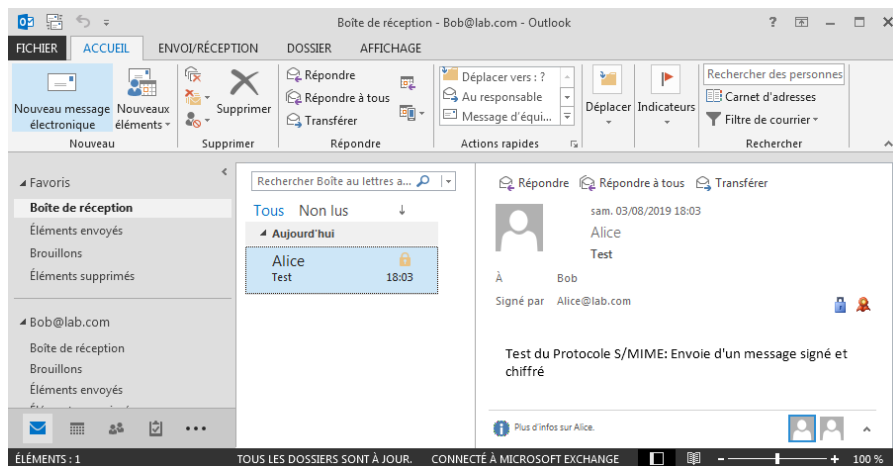 Boîte de réception - Bob@lab.com - Outlook
FICHIER ACCUEIL ENVOI/RÉCEPTION DOSSIER AFFICHAGE
Nouveau message électronique
Nouveaux éléments
Nouveau
Supprimer
Supprimer
Répondre
Répondre à tous
Transférer
Répondre
Déplacer vers : ?
Au responsable
Message d'équi...
Actions rapides
Déplacer
Indicateurs
Rechercher des personnes
Carnet d'adresses
Filtre de courrier
Rechercher
Favoris
Boîte de réception
Éléments envoyés
Brouillons
Éléments supprimés
Bob@lab.com
Boîte de réception
Brouillons
Éléments envoyés
Rechercher Boîte au lettres a...
Tous Non lus
Aujourd'hui
Alice
Test 18:03
Répondre Répondre à tous Transférer
sam. 03/08/2019 18:03
Alice
Test
À Bob
Signé par Alice@lab.com
Test du Protocole S/MIME: Envoie d'un message signé et
chiffré
Plus d'infos sur Alice.
ÉLÉMENTS : 1 TOUS LES DOSSIERS SONT À JOUR. CONNECTÉ À MICROSOFT EXCHANGE 100 %